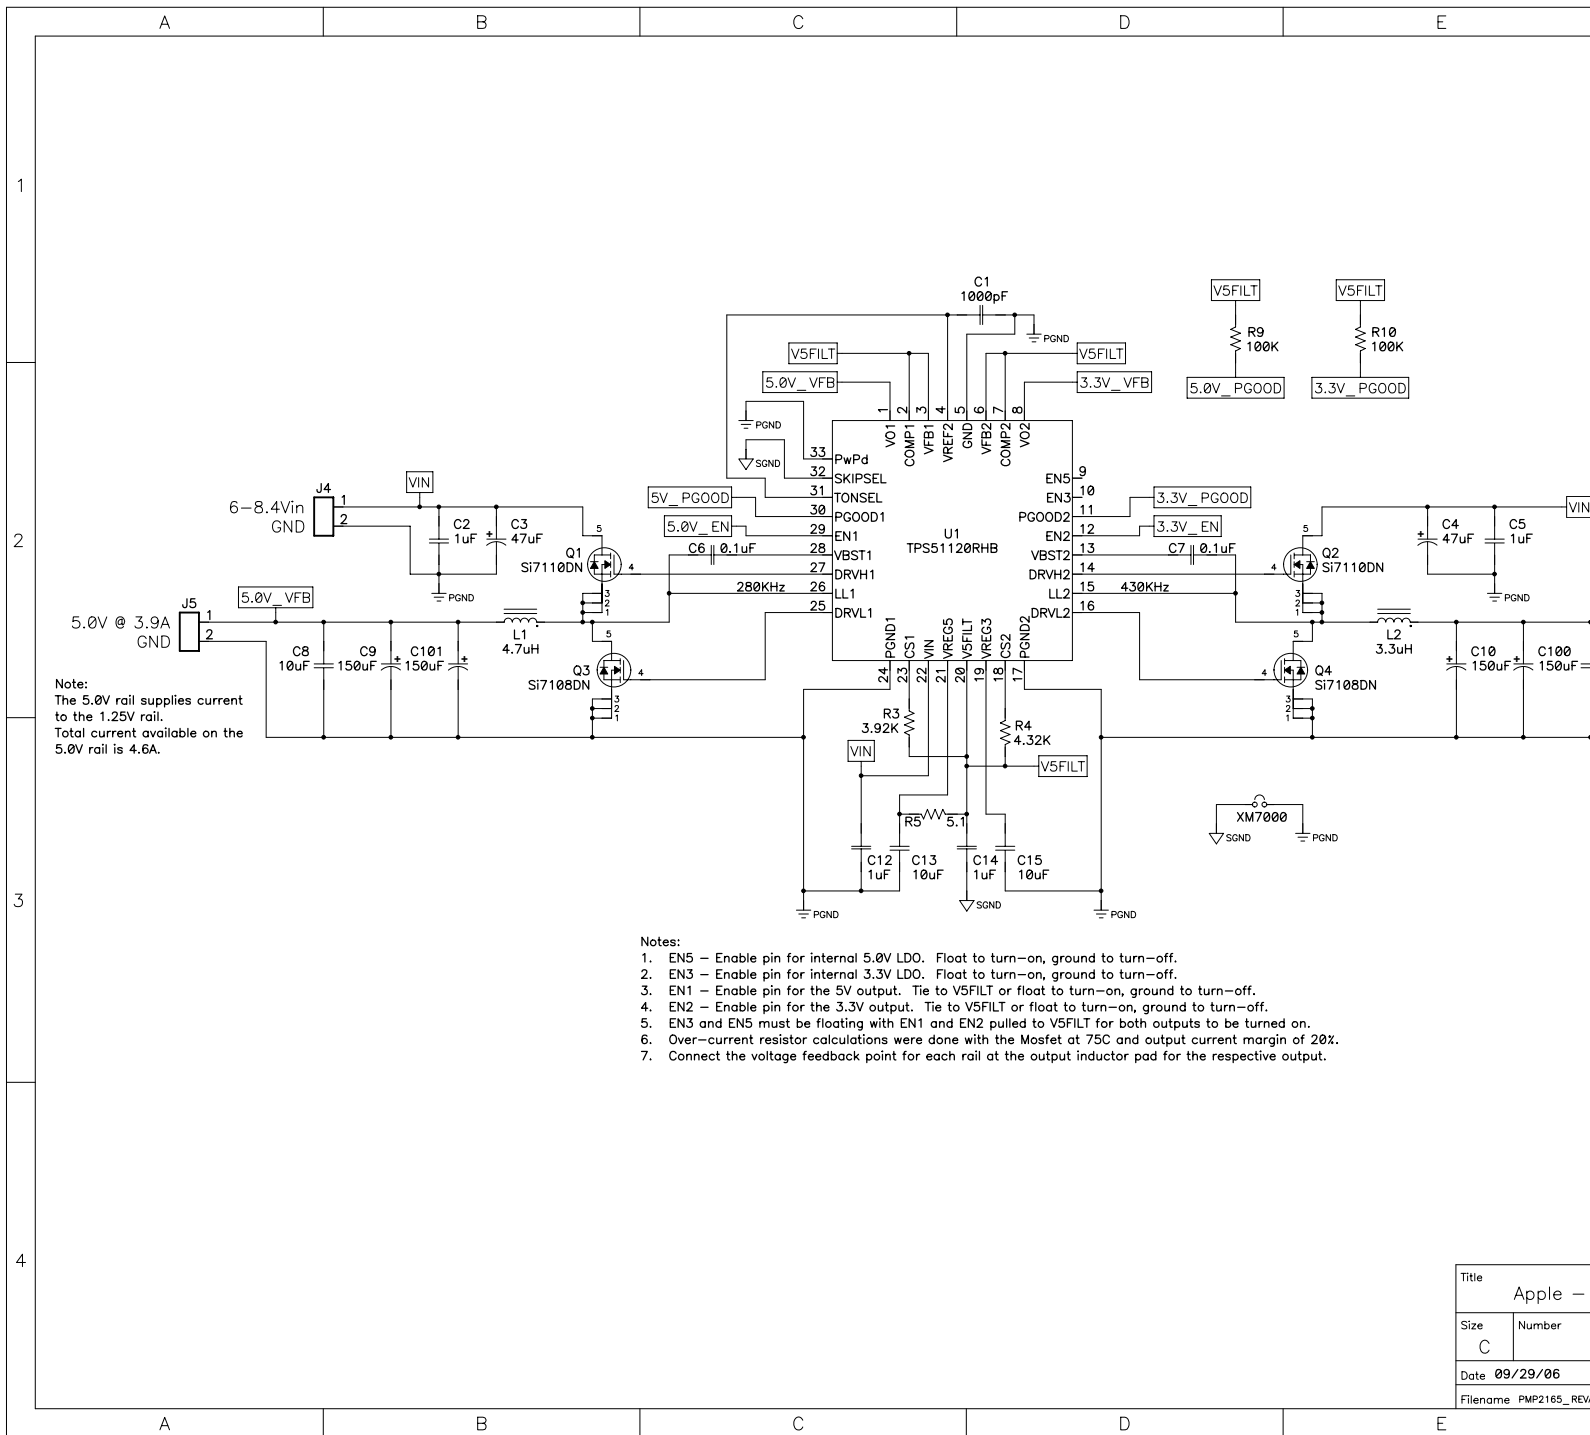 A B C D E
1
C1
1000pF
PGND
V5FILT
V5FILT
R9
100K
R10
100K
5.0V_PGOOD
3.3V_PGOOD
V5FILT
V5FILT
5.0V_VFB
3.3V_VFB
PGND
SGND
1 2 3 4 5 6 7 8
VO1 COMP1 VFB1 VREF2 GND VFB2 COMP2 VO2
33 PwPd
32 SKIPSEL
31 TONSEL
30 PGOOD1
29 EN1
28 VBST1
27 DRVH1
26 LL1
25 DRVL1
EN5 9
EN3 10
PGOOD2 11
EN2 12
VBST2 13
DRVH2 14
LL2 15
DRVL2 16
U1
TPS51120RHB
PGND1 CS1 VIN VREG5 V5FILT VREG3 CS2 PGND2
24 23 22 21 20 19 18 17
5V_PGOOD
5.0V_EN
3.3V_PGOOD
3.3V_EN
C6 0.1uF
C7 0.1uF
280KHz
430KHz
2
6-8.4Vin
GND
J4
1
2
VIN
C2
1uF
C3
47uF
PGND
Q1
Si7110DN
5
4
3
2
1
5.0V @ 3.9A
GND
J5
1
2
5.0V_VFB
L1
4.7uH
C8
10uF
C9
150uF
C101
150uF
Q3
Si7108DN
5
4
3
2
1
Note:
The 5.0V rail supplies current
to the 1.25V rail.
Total current available on the
5.0V rail is 4.6A.
Q2
Si7110DN
5
4
3
2
1
C4
47uF
C5
1uF
VIN
PGND
L2
3.3uH
Q4
Si7108DN
5
4
3
2
1
C10
150uF
C100
150uF
R3
3.92K
R4
4.32K
VIN
V5FILT
R5 5.1
C12
1uF
C13
10uF
C14
1uF
C15
10uF
PGND
SGND
PGND
XM7000
SGND
PGND
3
Notes:
1. EN5 - Enable pin for internal 5.0V LDO. Float to turn-on, ground to turn-off.
2. EN3 - Enable pin for internal 3.3V LDO. Float to turn-on, ground to turn-off.
3. EN1 - Enable pin for the 5V output. Tie to V5FILT or float to turn-on, ground to turn-off.
4. EN2 - Enable pin for the 3.3V output. Tie to V5FILT or float to turn-on, ground to turn-off.
5. EN3 and EN5 must be floating with EN1 and EN2 pulled to V5FILT for both outputs to be turned on.
6. Over-current resistor calculations were done with the Mosfet at 75C and output current margin of 20%.
7. Connect the voltage feedback point for each rail at the output inductor pad for the respective output.
4
Title
Apple -
Size
C
Number
Date 09/29/06
Filename PMP2165_REV
A B C D E